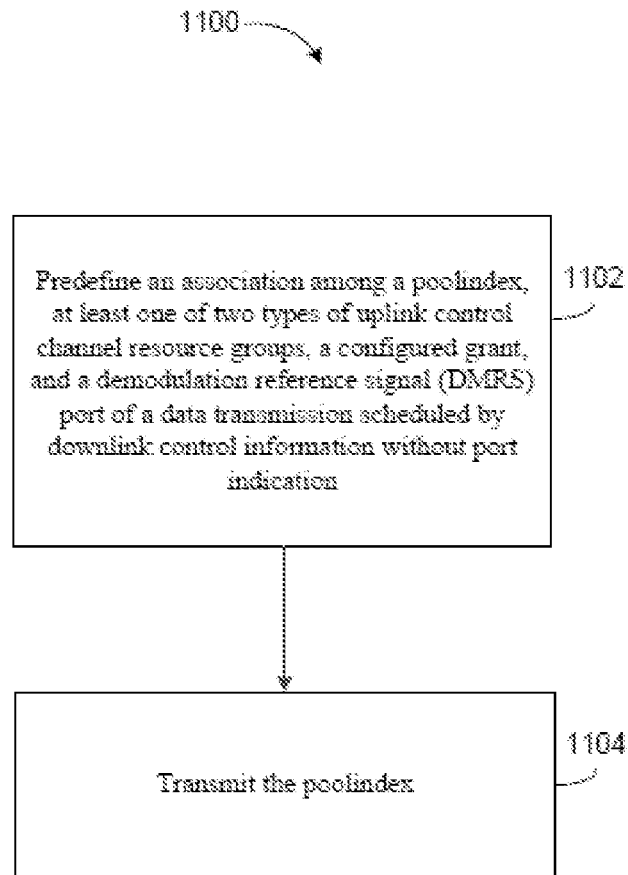 1100
Predefine an association among a poolindex,
at least one of two types of uplink control
channel resource groups, a configured grant,
and a demodulation reference signal (DMRS)
port of a data transmission scheduled by
downlink control information without port
indication
1102
Transmit the poolindex
1104